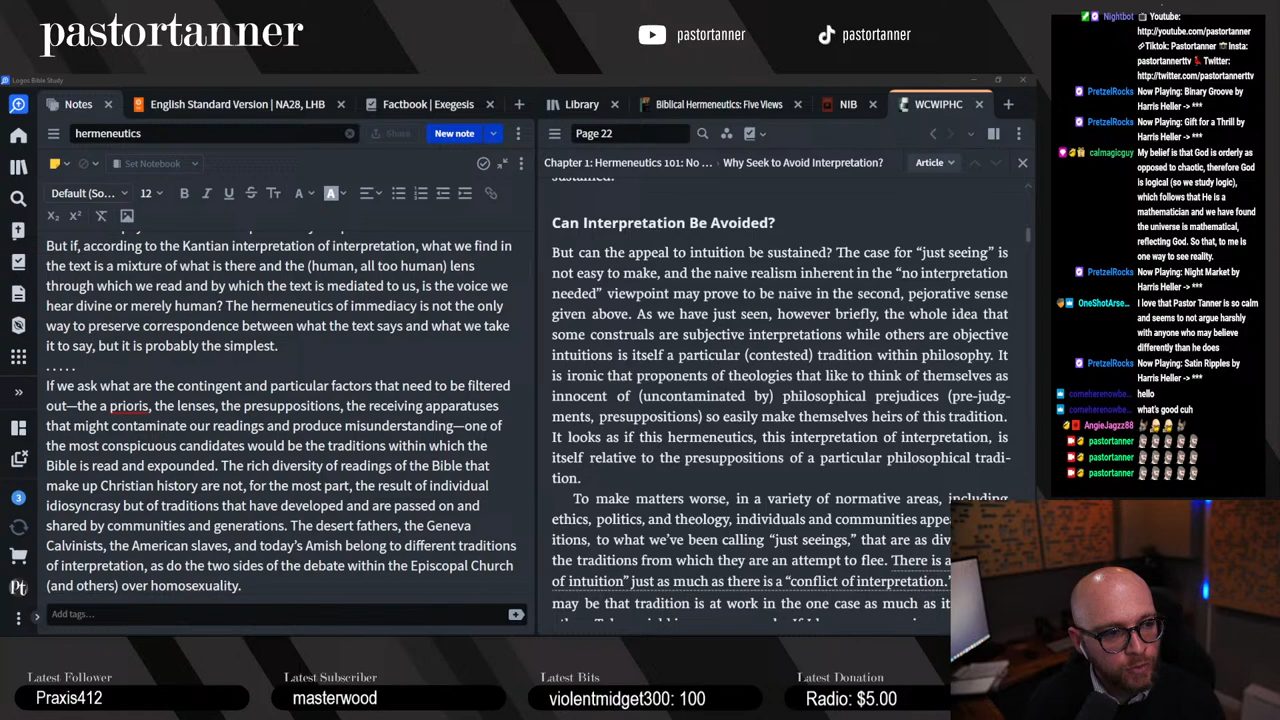 pastortanner
pastortanner
pastortanner
Logos Bible Study
Notes
English Standard Version | NA28, LHB
Factbook | Exegesis
hermeneutics
Share
New note
Set Notebook
Default (So...
12
B I U S Tт A A
X₂ X²
But if, according to the Kantian interpretation of interpretation, what we find in
the text is a mixture of what is there and the (human, all too human) lens
through which we read and by which the text is mediated to us, is the voice we
hear divine or merely human? The hermeneutics of immediacy is not the only
way to preserve correspondence between what the text says and what we take
it to say, but it is probably the simplest.
. . . . .
If we ask what are the contingent and particular factors that need to be filtered
out—the a prioris, the lenses, the presuppositions, the receiving apparatuses
that might contaminate our readings and produce misunderstanding—one of
the most conspicuous candidates would be the traditions within which the
Bible is read and expounded. The rich diversity of readings of the Bible that
make up Christian history are not, for the most part, the result of individual
idiosyncrasy but of traditions that have developed and are passed on and
shared by communities and generations. The desert fathers, the Geneva
Calvinists, the American slaves, and today's Amish belong to different traditions
of interpretation, as do the two sides of the debate within the Episcopal Church
(and others) over homosexuality.
Add tags...
3
Pt
Library
Biblical Hermeneutics: Five Views
NIB
WCWIPHC
Page 22
Chapter 1: Hermeneutics 101: No ... > Why Seek to Avoid Interpretation?
Article
sustained.
Can Interpretation Be Avoided?
But can the appeal to intuition be sustained? The case for “just seeing” is
not easy to make, and the naive realism inherent in the “no interpretation
needed” viewpoint may prove to be naive in the second, pejorative sense
given above. As we have just seen, however briefly, the whole idea that
some construals are subjective interpretations while others are objective
intuitions is itself a particular (contested) tradition within philosophy. It
is ironic that proponents of theologies that like to think of themselves as
innocent of (uncontaminated by) philosophical prejudices (pre-judg-
ments, presuppositions) so easily make themselves heirs of this tradition.
It looks as if this hermeneutics, this interpretation of interpretation, is
itself relative to the presuppositions of a particular philosophical tradi-
tion.
To make matters worse, in a variety of normative areas, including
ethics, politics, and theology, individuals and communities appe
itions, to what we've been calling “just seeings,” that are as div
the traditions from which they are an attempt to flee. There is a
of intuition” just as much as there is a “conflict of interpretation.”
may be that tradition is at work in the one case as much as it
Nightbot Youtube:
http://youtube.com/pastortanner
Tiktok: Pastortanner Insta:
pastortannerttv Twitter:
http://twitter.com/pastortannerttv
PretzelRocks Now Playing: Binary Groove by
Harris Heller -> ***
PretzelRocks Now Playing: Gift for a Thrill by
Harris Heller -> ***
calmagicguy My belief is that God is orderly as
opposed to chaotic, therefore God
is logical (so we study logic),
which follows that He is a
mathematician and we have found
the universe is mathematical,
reflecting God. So that, to me is
one way to see reality.
PretzelRocks Now Playing: Night Market by
Harris Heller -> ***
OneShotArse... I love that Pastor Tanner is so calm
and seems to not argue harshly
with anyone who may believe
differently than he does
PretzelRocks Now Playing: Satin Ripples by
Harris Heller -> ***
comeherenowbe... hello
comeherenowbe... what's good cuh
AngieJagzz88
pastortanner
pastortanner
pastortanner
Latest Follower
Praxis412
Latest Subscriber
masterwood
Latest Bits
violentmidget300: 100
Latest Donation
Radio: $5.00